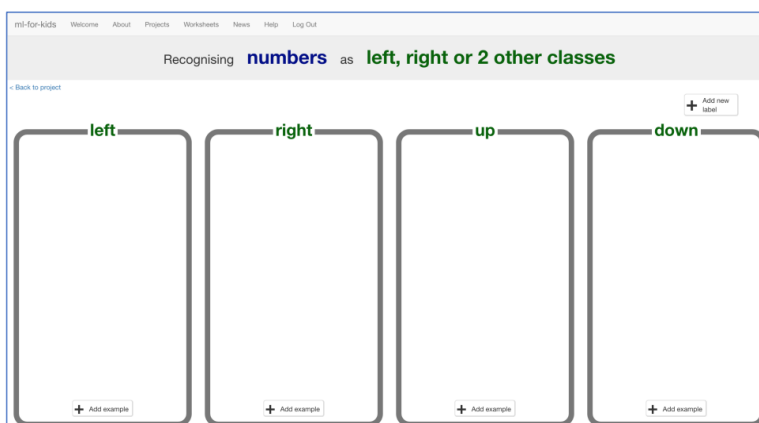 ml-for-kids Welcome About Projects Worksheets News Help Log Out
Recognising numbers as left, right or 2 other classes
< Back to project
+ Add new
label
left right up down
+ Add example + Add example + Add example + Add example